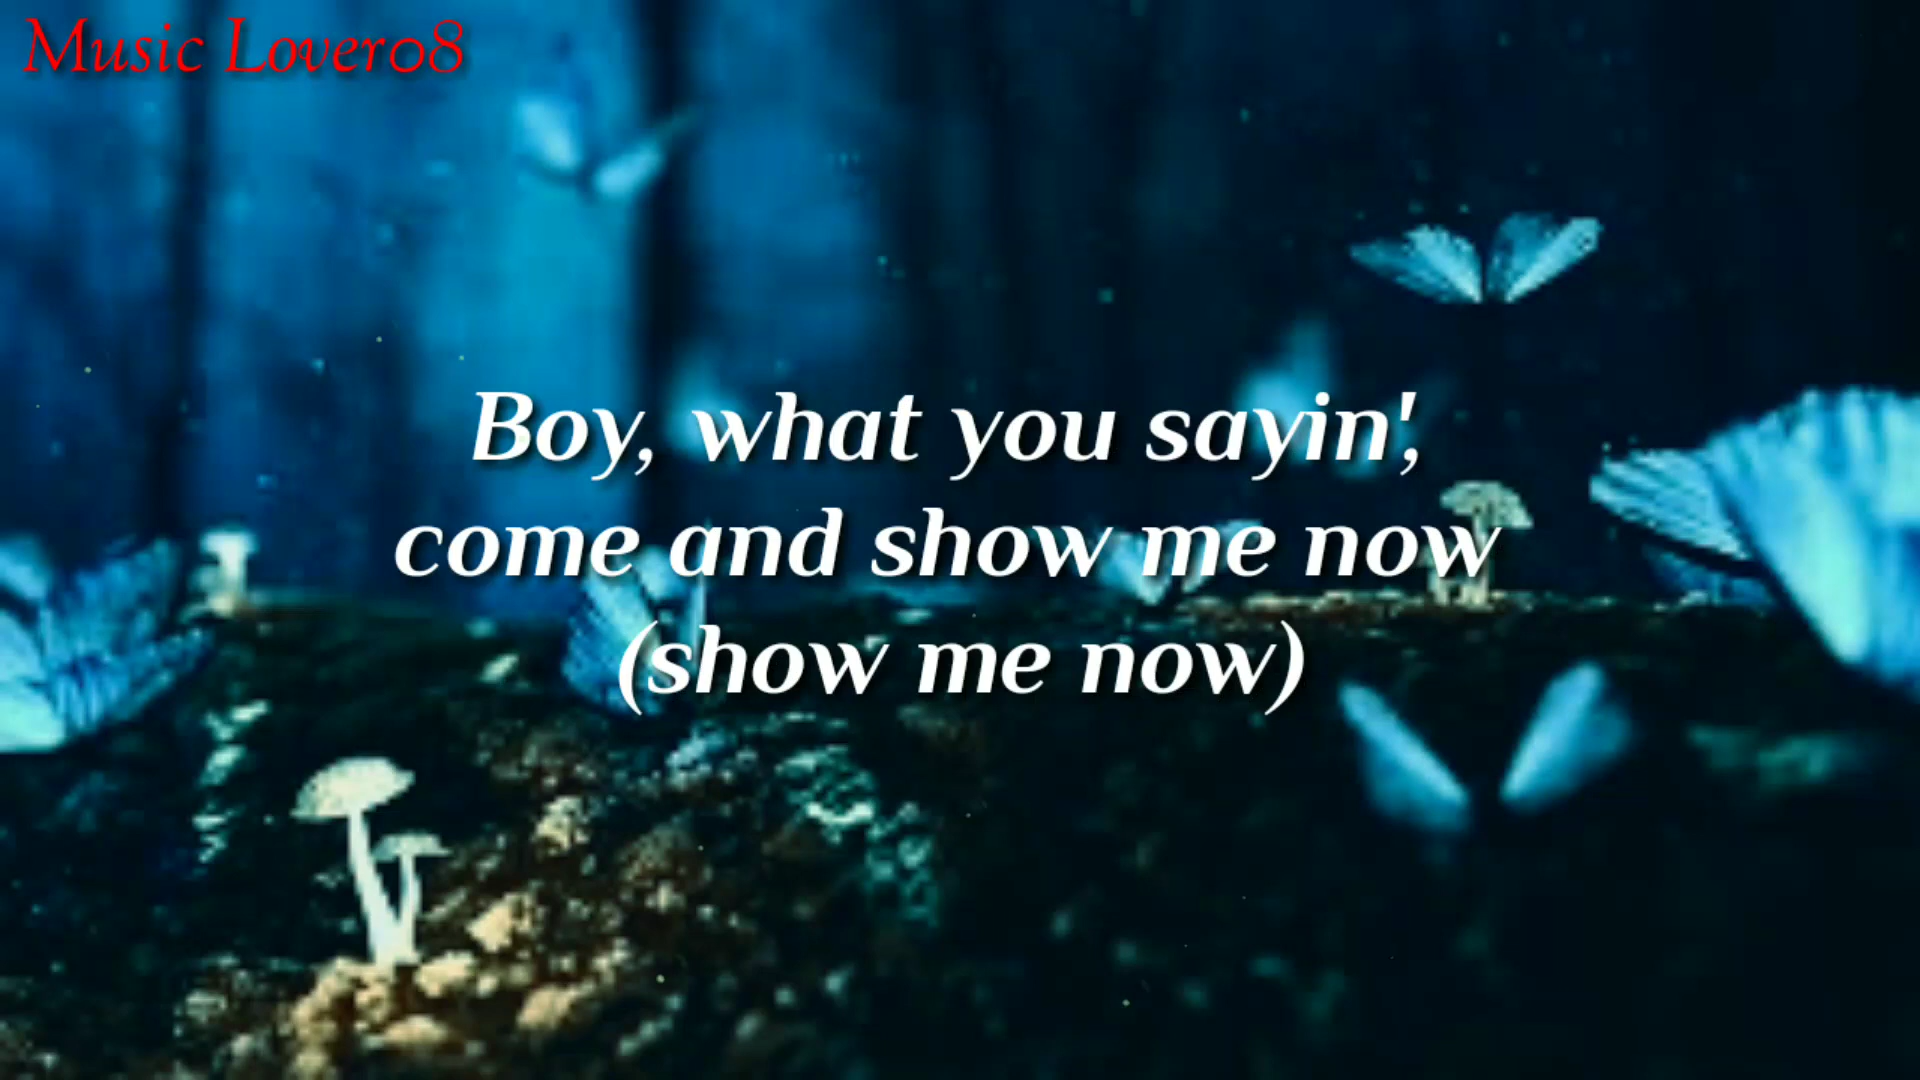 Music Lover08
Boy, what you sayin',
come and show me now
(show me now)